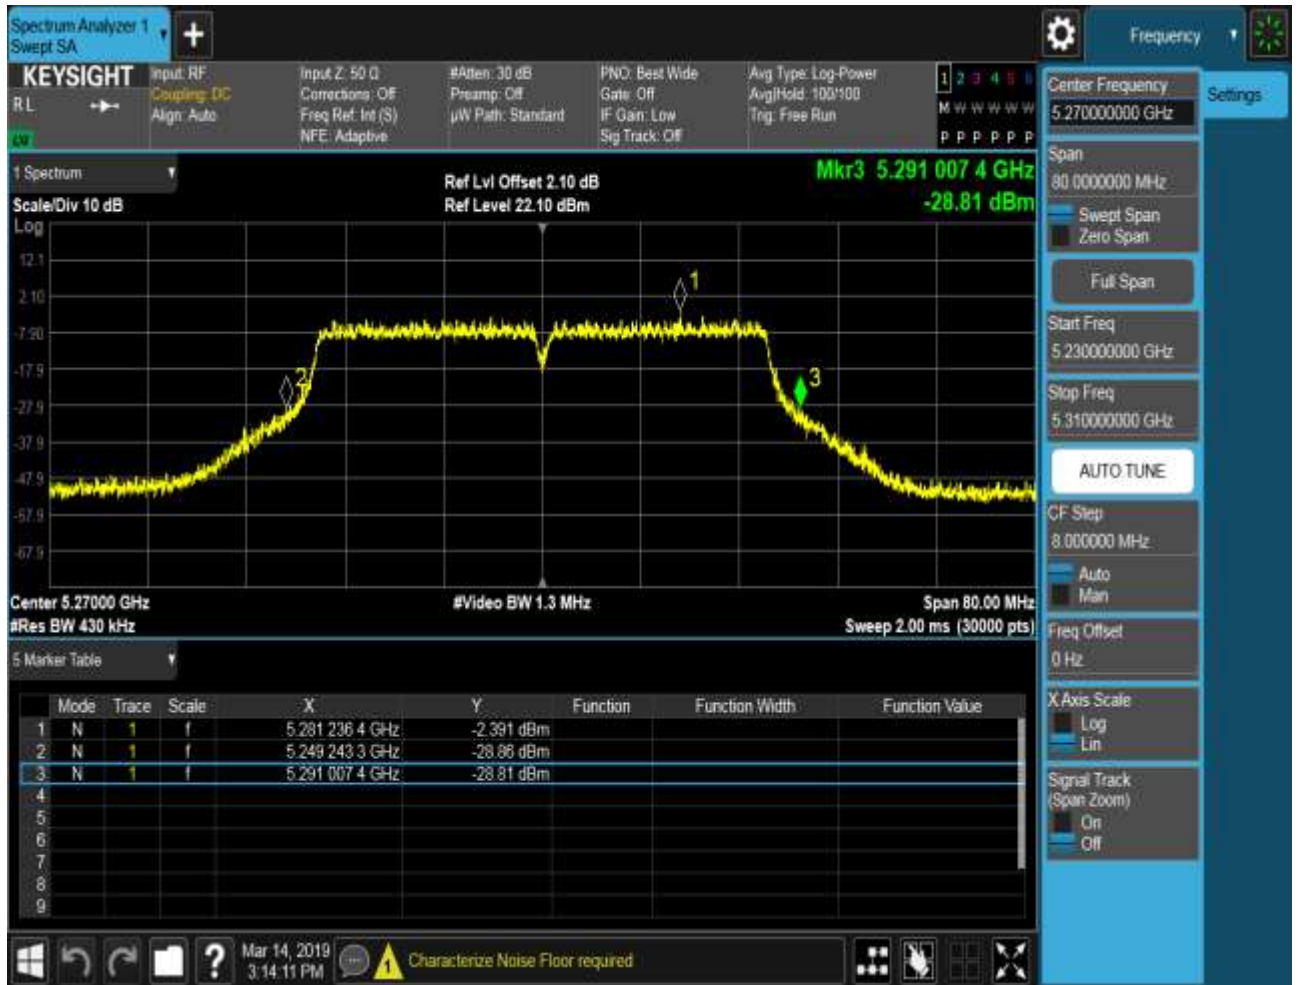 Spectrum Analyzer 1
Swept SA
Frequency
KEYSIGHT
RL
Input: RF
Coupling: DC
Align: Auto
Input Z: 50 Ω
Corrections: Off
Freq Ref: Int (S)
NFE: Adaptive
#Atten: 30 dB
Preamp: Off
µW Path: Standard
PNO: Best Wide
Gate: Off
IF Gain: Low
Sig Track: Off
Avg Type: Log-Power
Avg|Hold: 100/100
Trig: Free Run
1 2 3 4 5 6
M W W W W W
P P P P P P
1 Spectrum
Scale/Div 10 dB
Ref Lvl Offset 2.10 dB
Ref Level 22.10 dBm
Mkr3 5.291 007 4 GHz
-28.81 dBm
Log
12.1
2.10
-7.90
-17.9
-27.9
-37.9
-47.9
-57.9
-67.9
1
2
3
Center 5.27000 GHz
#Video BW 1.3 MHz
Span 80.00 MHz
#Res BW 430 kHz
Sweep 2.00 ms (30000 pts)
5 Marker Table
Mode Trace Scale X Y Function Function Width Function Value
1 N 1 f 5.281 236 4 GHz -2.391 dBm
2 N 1 f 5.249 243 3 GHz -28.86 dBm
3 N 1 f 5.291 007 4 GHz -28.81 dBm
4
5
6
7
8
9
Mar 14, 2019
3:14:11 PM
1
Characterize Noise Floor required
Center Frequency
5.270000000 GHz
Settings
Span
80.0000000 MHz
Swept Span
Zero Span
Full Span
Start Freq
5.230000000 GHz
Stop Freq
5.310000000 GHz
AUTO TUNE
CF Step
8.000000 MHz
Auto
Man
Freq Offset
0 Hz
X Axis Scale
Log
Lin
Signal Track
(Span Zoom)
On
Off